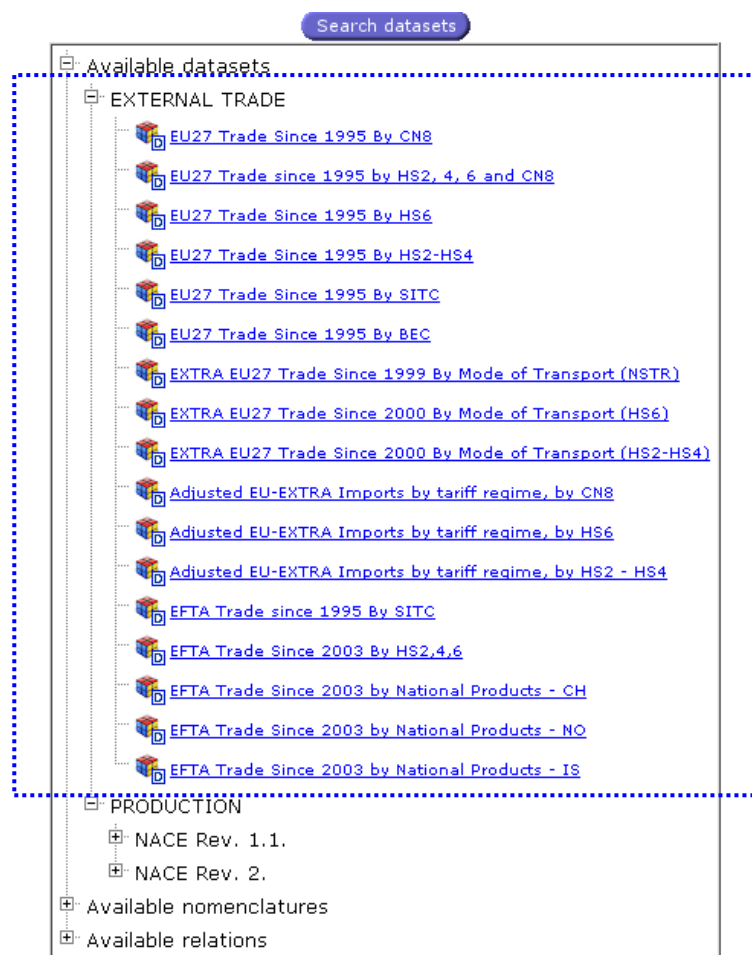 Search datasets
Available datasets
EXTERNAL TRADE
D EU27 Trade Since 1995 By CN8
D EU27 Trade since 1995 by HS2, 4, 6 and CN8
D EU27 Trade Since 1995 By HS6
D EU27 Trade Since 1995 By HS2-HS4
D EU27 Trade Since 1995 By SITC
D EU27 Trade Since 1995 By BEC
D EXTRA EU27 Trade Since 1999 By Mode of Transport (NSTR)
D EXTRA EU27 Trade Since 2000 By Mode of Transport (HS6)
D EXTRA EU27 Trade Since 2000 By Mode of Transport (HS2-HS4)
D Adjusted EU-EXTRA Imports by tariff regime, by CN8
D Adjusted EU-EXTRA Imports by tariff regime, by HS6
D Adjusted EU-EXTRA Imports by tariff regime, by HS2 - HS4
D EFTA Trade since 1995 By SITC
D EFTA Trade Since 2003 By HS2,4,6
D EFTA Trade Since 2003 by National Products - CH
D EFTA Trade Since 2003 by National Products - NO
D EFTA Trade Since 2003 by National Products - IS
PRODUCTION
NACE Rev. 1.1.
NACE Rev. 2.
Available nomenclatures
Available relations